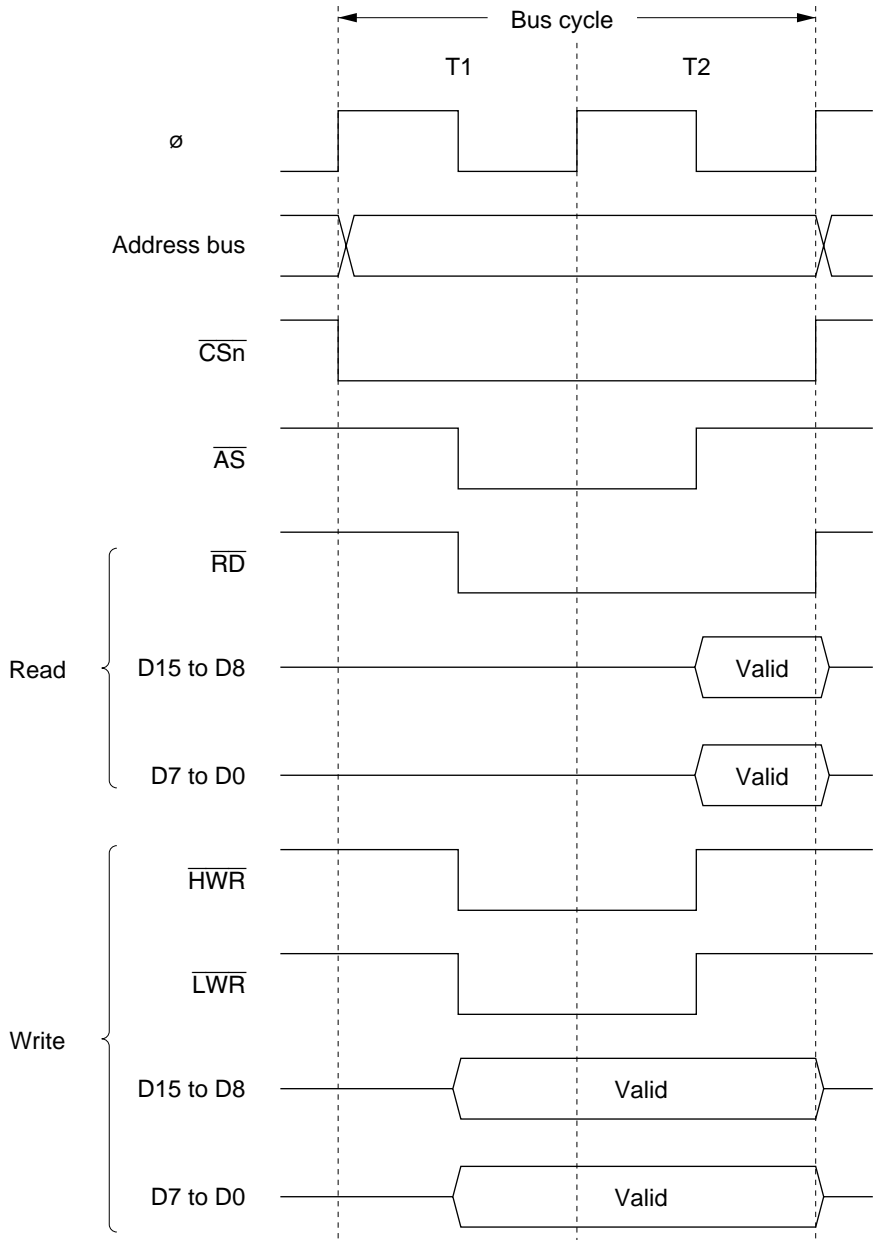 Bus cycle
T1 T2
ø
Address bus
CSn
AS
RD
Read
D15 to D8 Valid
D7 to D0 Valid
HWR
LWR
Write
D15 to D8 Valid
D7 to D0 Valid